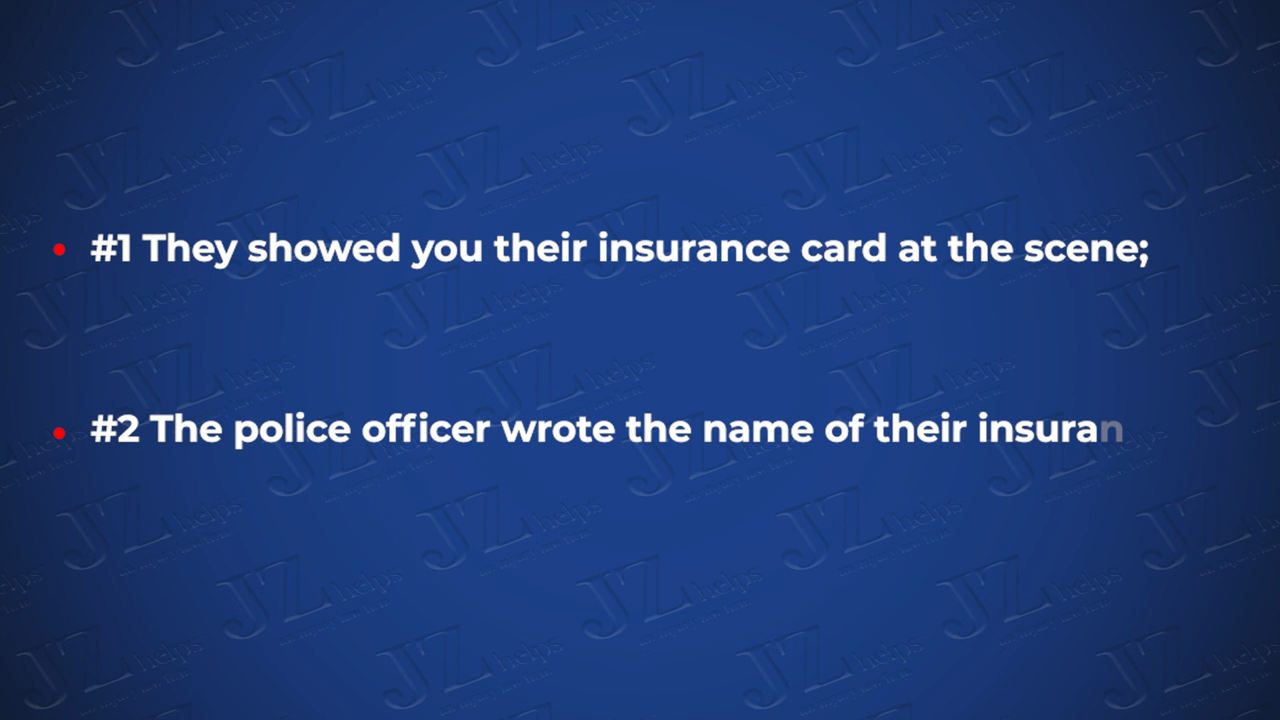 #1 They showed you their insurance card at the scene;
#2 The police officer wrote the name of their insuran